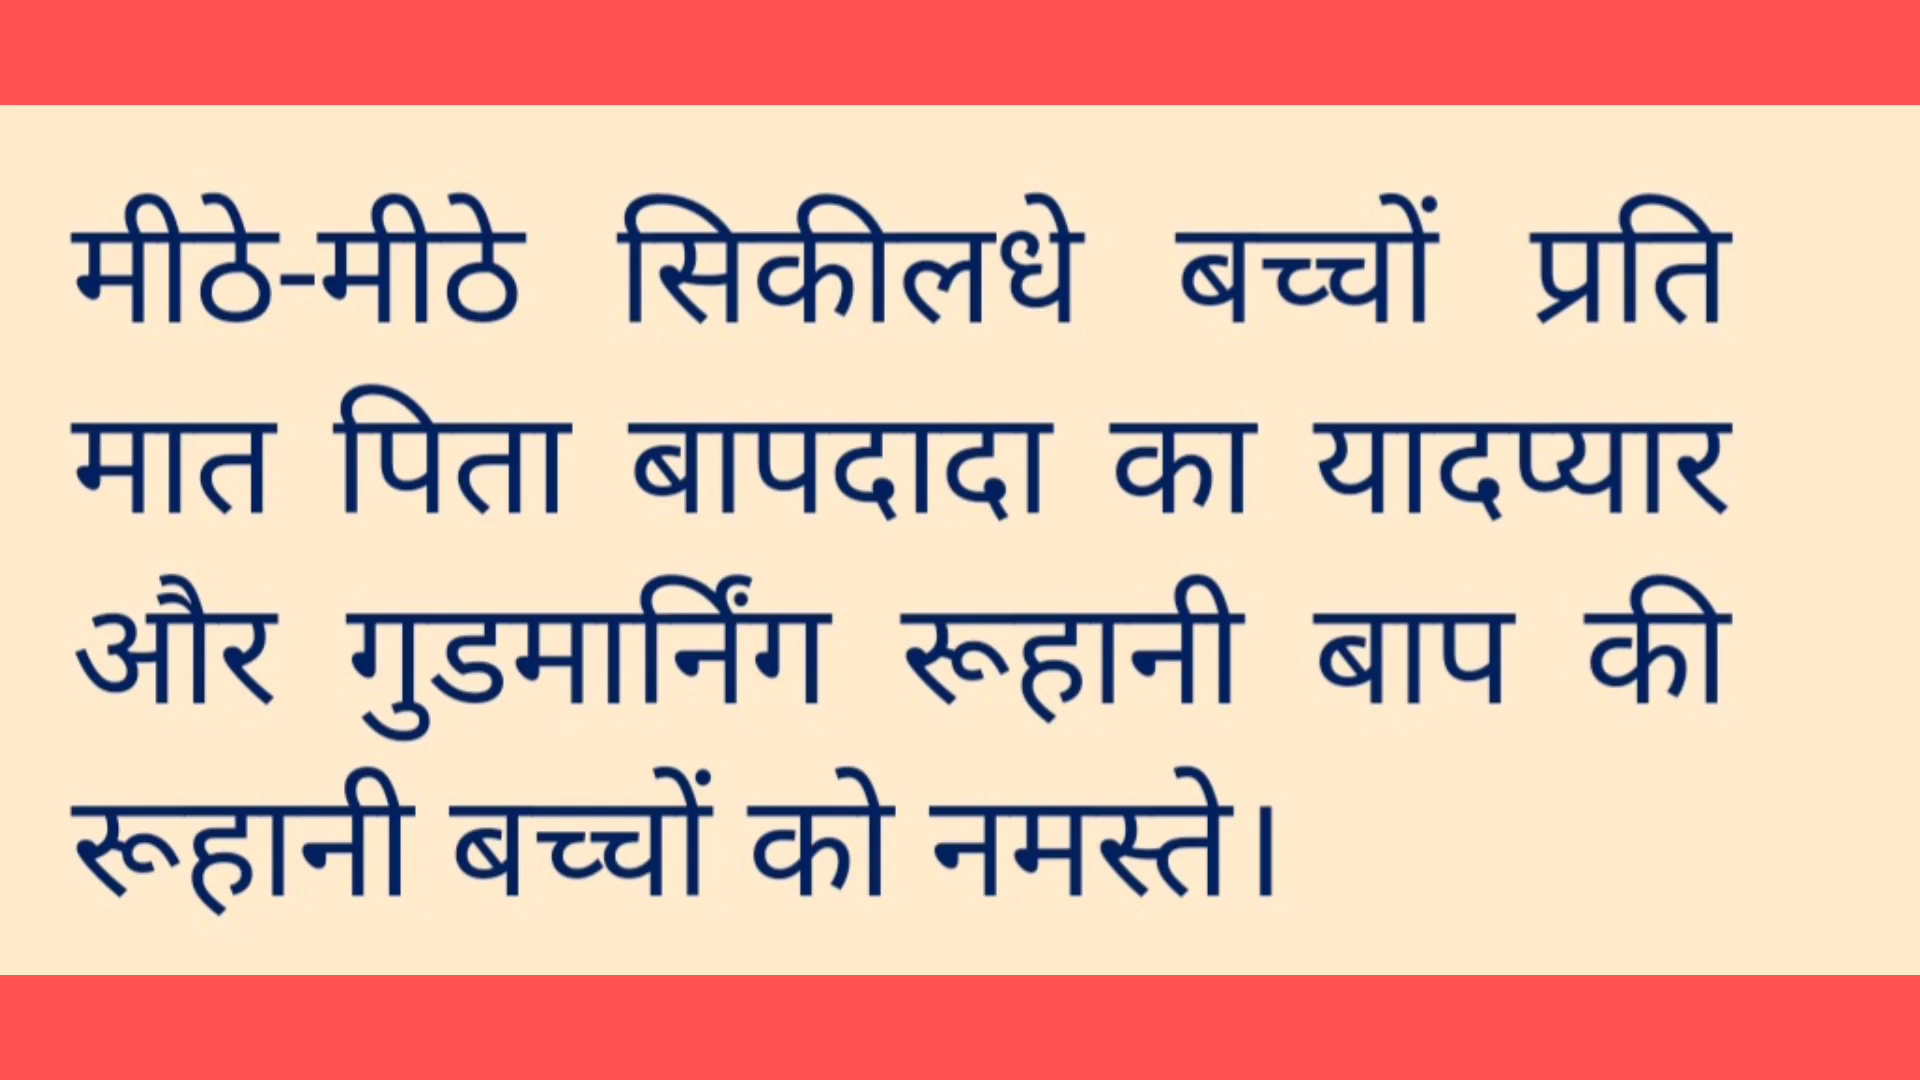 मीठे-मीठे सिकीलधे बच्चों प्रति
मात पिता बापदादा का यादप्यार
और गुडमार्निंग रूहानी बाप की
रूहानी बच्चों को नमस्ते।